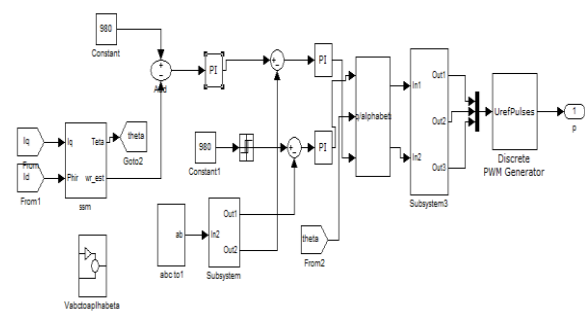 980
Constant
Add
PI
PI
PI
Iq
From
Id
From1
Iq
Teta
Phir
wr_est
ssm
theta
Goto2
980
Constant1
q/alphabeta
In1
In2
Out1
Out2
Out3
Subsystem3
UrefPulses
Discrete
PWM Generator
1
p
ab
abc to1
In2
Out1
Out2
Subsystem
theta
From2
Vabctoaplhabeta